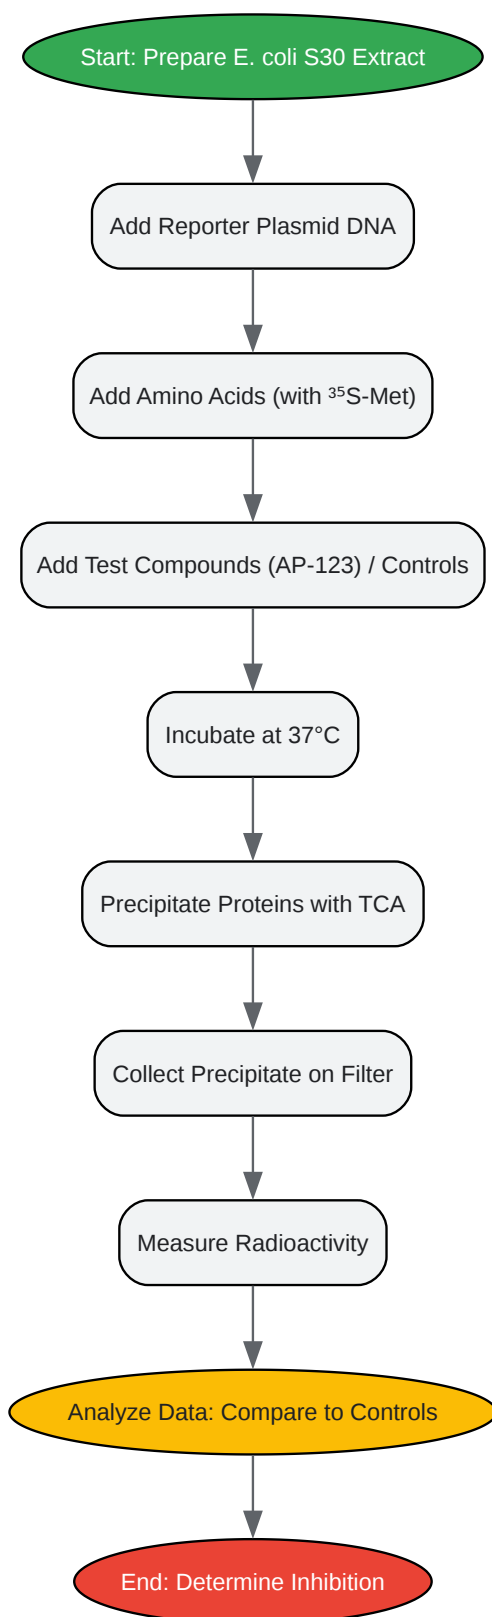 Start: Prepare E. coli S30 Extract
Add Reporter Plasmid DNA
Add Amino Acids (with ³⁵S-Met)
Add Test Compounds (AP-123) / Controls
Incubate at 37°C
Precipitate Proteins with TCA
Collect Precipitate on Filter
Measure Radioactivity
Analyze Data: Compare to Controls
End: Determine Inhibition